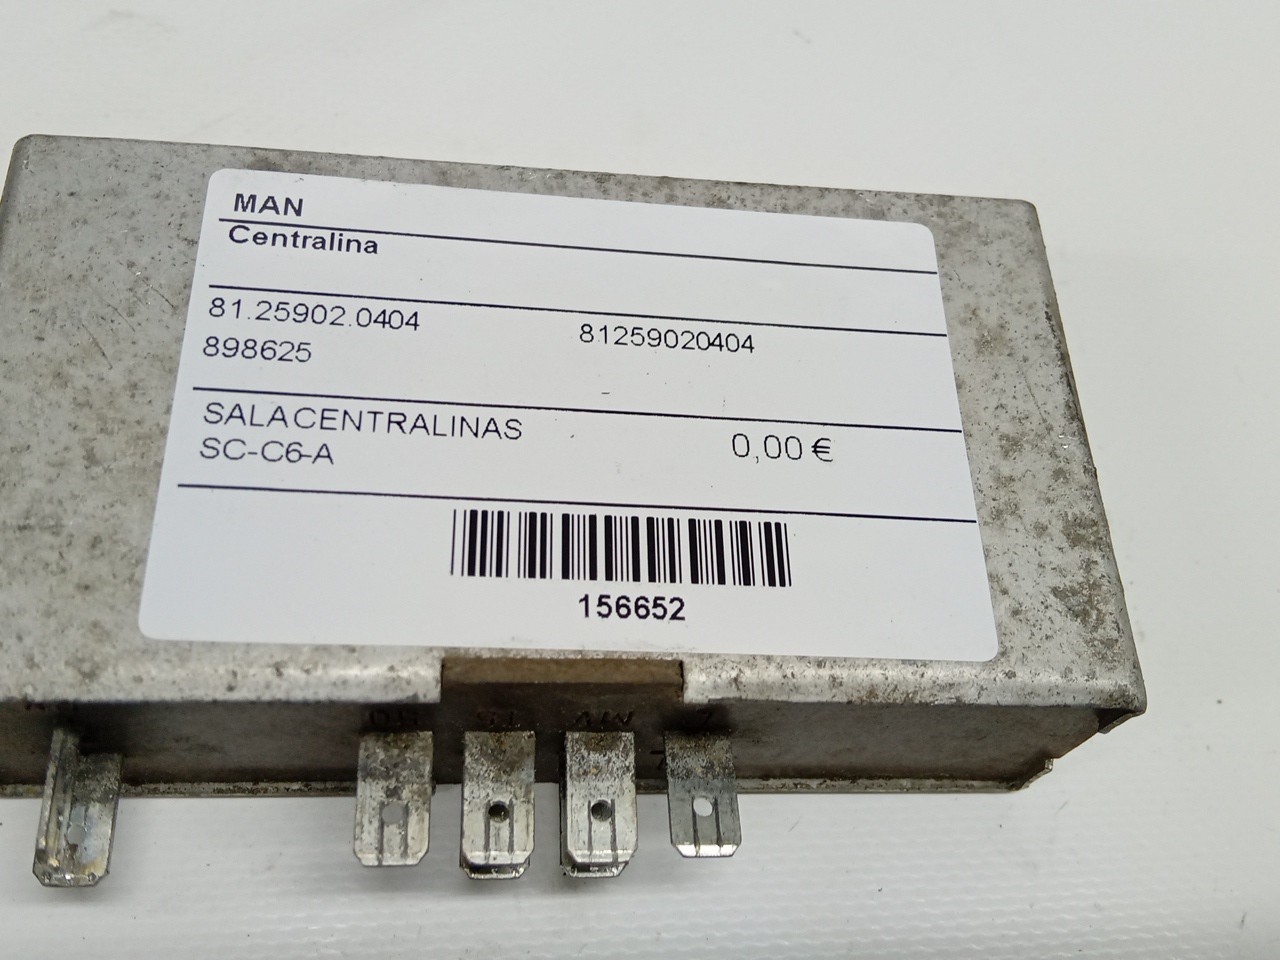 MAN
Centralina
81.25902.0404 81259020404
898625 -
SALACENTRALINAS 0,00 €
SC-C6-A
156652